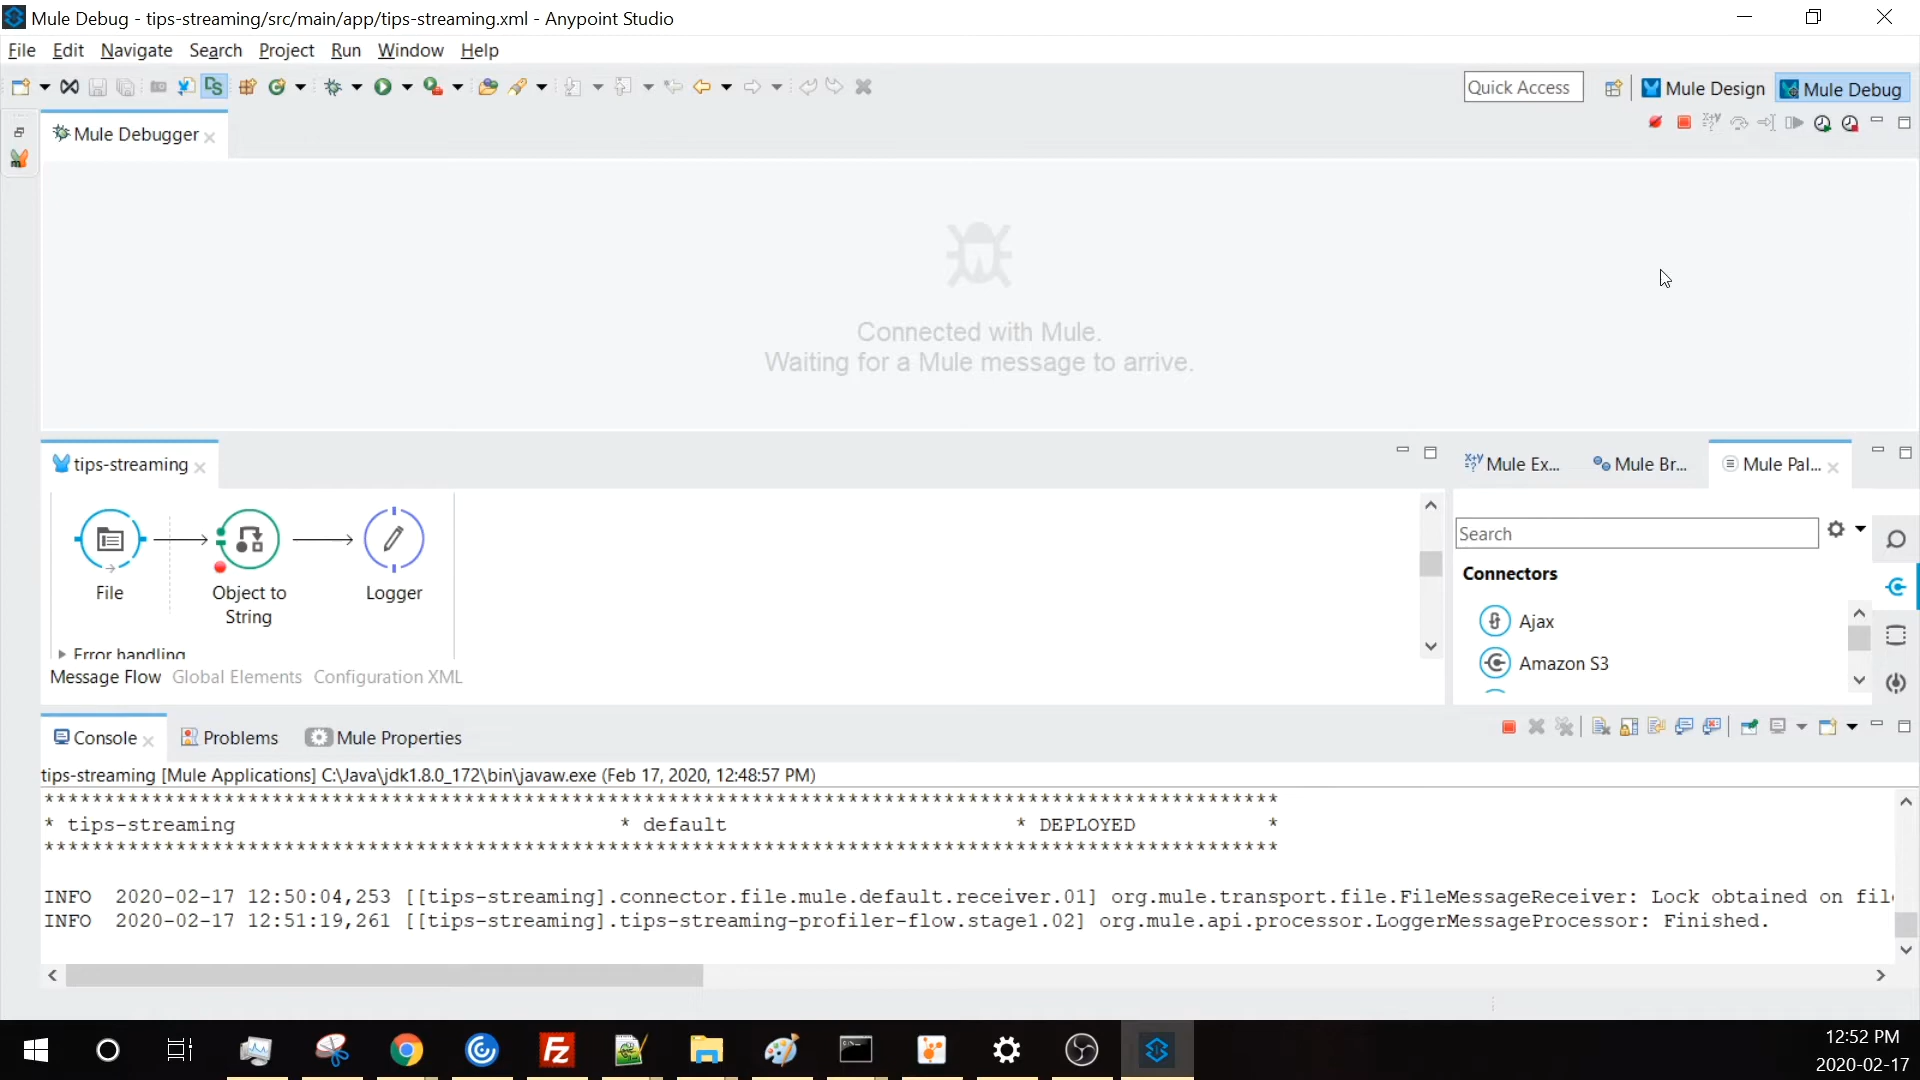 Mule Debug - tips-streaming/src/main/app/tips-streaming.xml - Anypoint Studio
File Edit Navigate Search Project Run Window Help
Quick Access
Mule Design
Mule Debug
Mule Debugger
Connected with Mule.
Waiting for a Mule message to arrive.
tips-streaming
Mule Ex...
Mule Br...
Mule Pal...
File
Object to
String
Logger
Error handling
Message Flow Global Elements Configuration XML
Search
Connectors
Ajax
Amazon S3
Console
Problems
Mule Properties
tips-streaming [Mule Applications] C:\Java\jdk1.8.0_172\bin\javaw.exe (Feb 17, 2020, 12:48:57 PM)
*******************************************************************************************************
* tips-streaming * default * DEPLOYED *
*******************************************************************************************************
INFO 2020-02-17 12:50:04,253 [[tips-streaming].connector.file.mule.default.receiver.01] org.mule.transport.file.FileMessageReceiver: Lock obtained on fil
INFO 2020-02-17 12:51:19,261 [[tips-streaming].tips-streaming-profiler-flow.stage1.02] org.mule.api.processor.LoggerMessageProcessor: Finished.
12:52 PM
2020-02-17